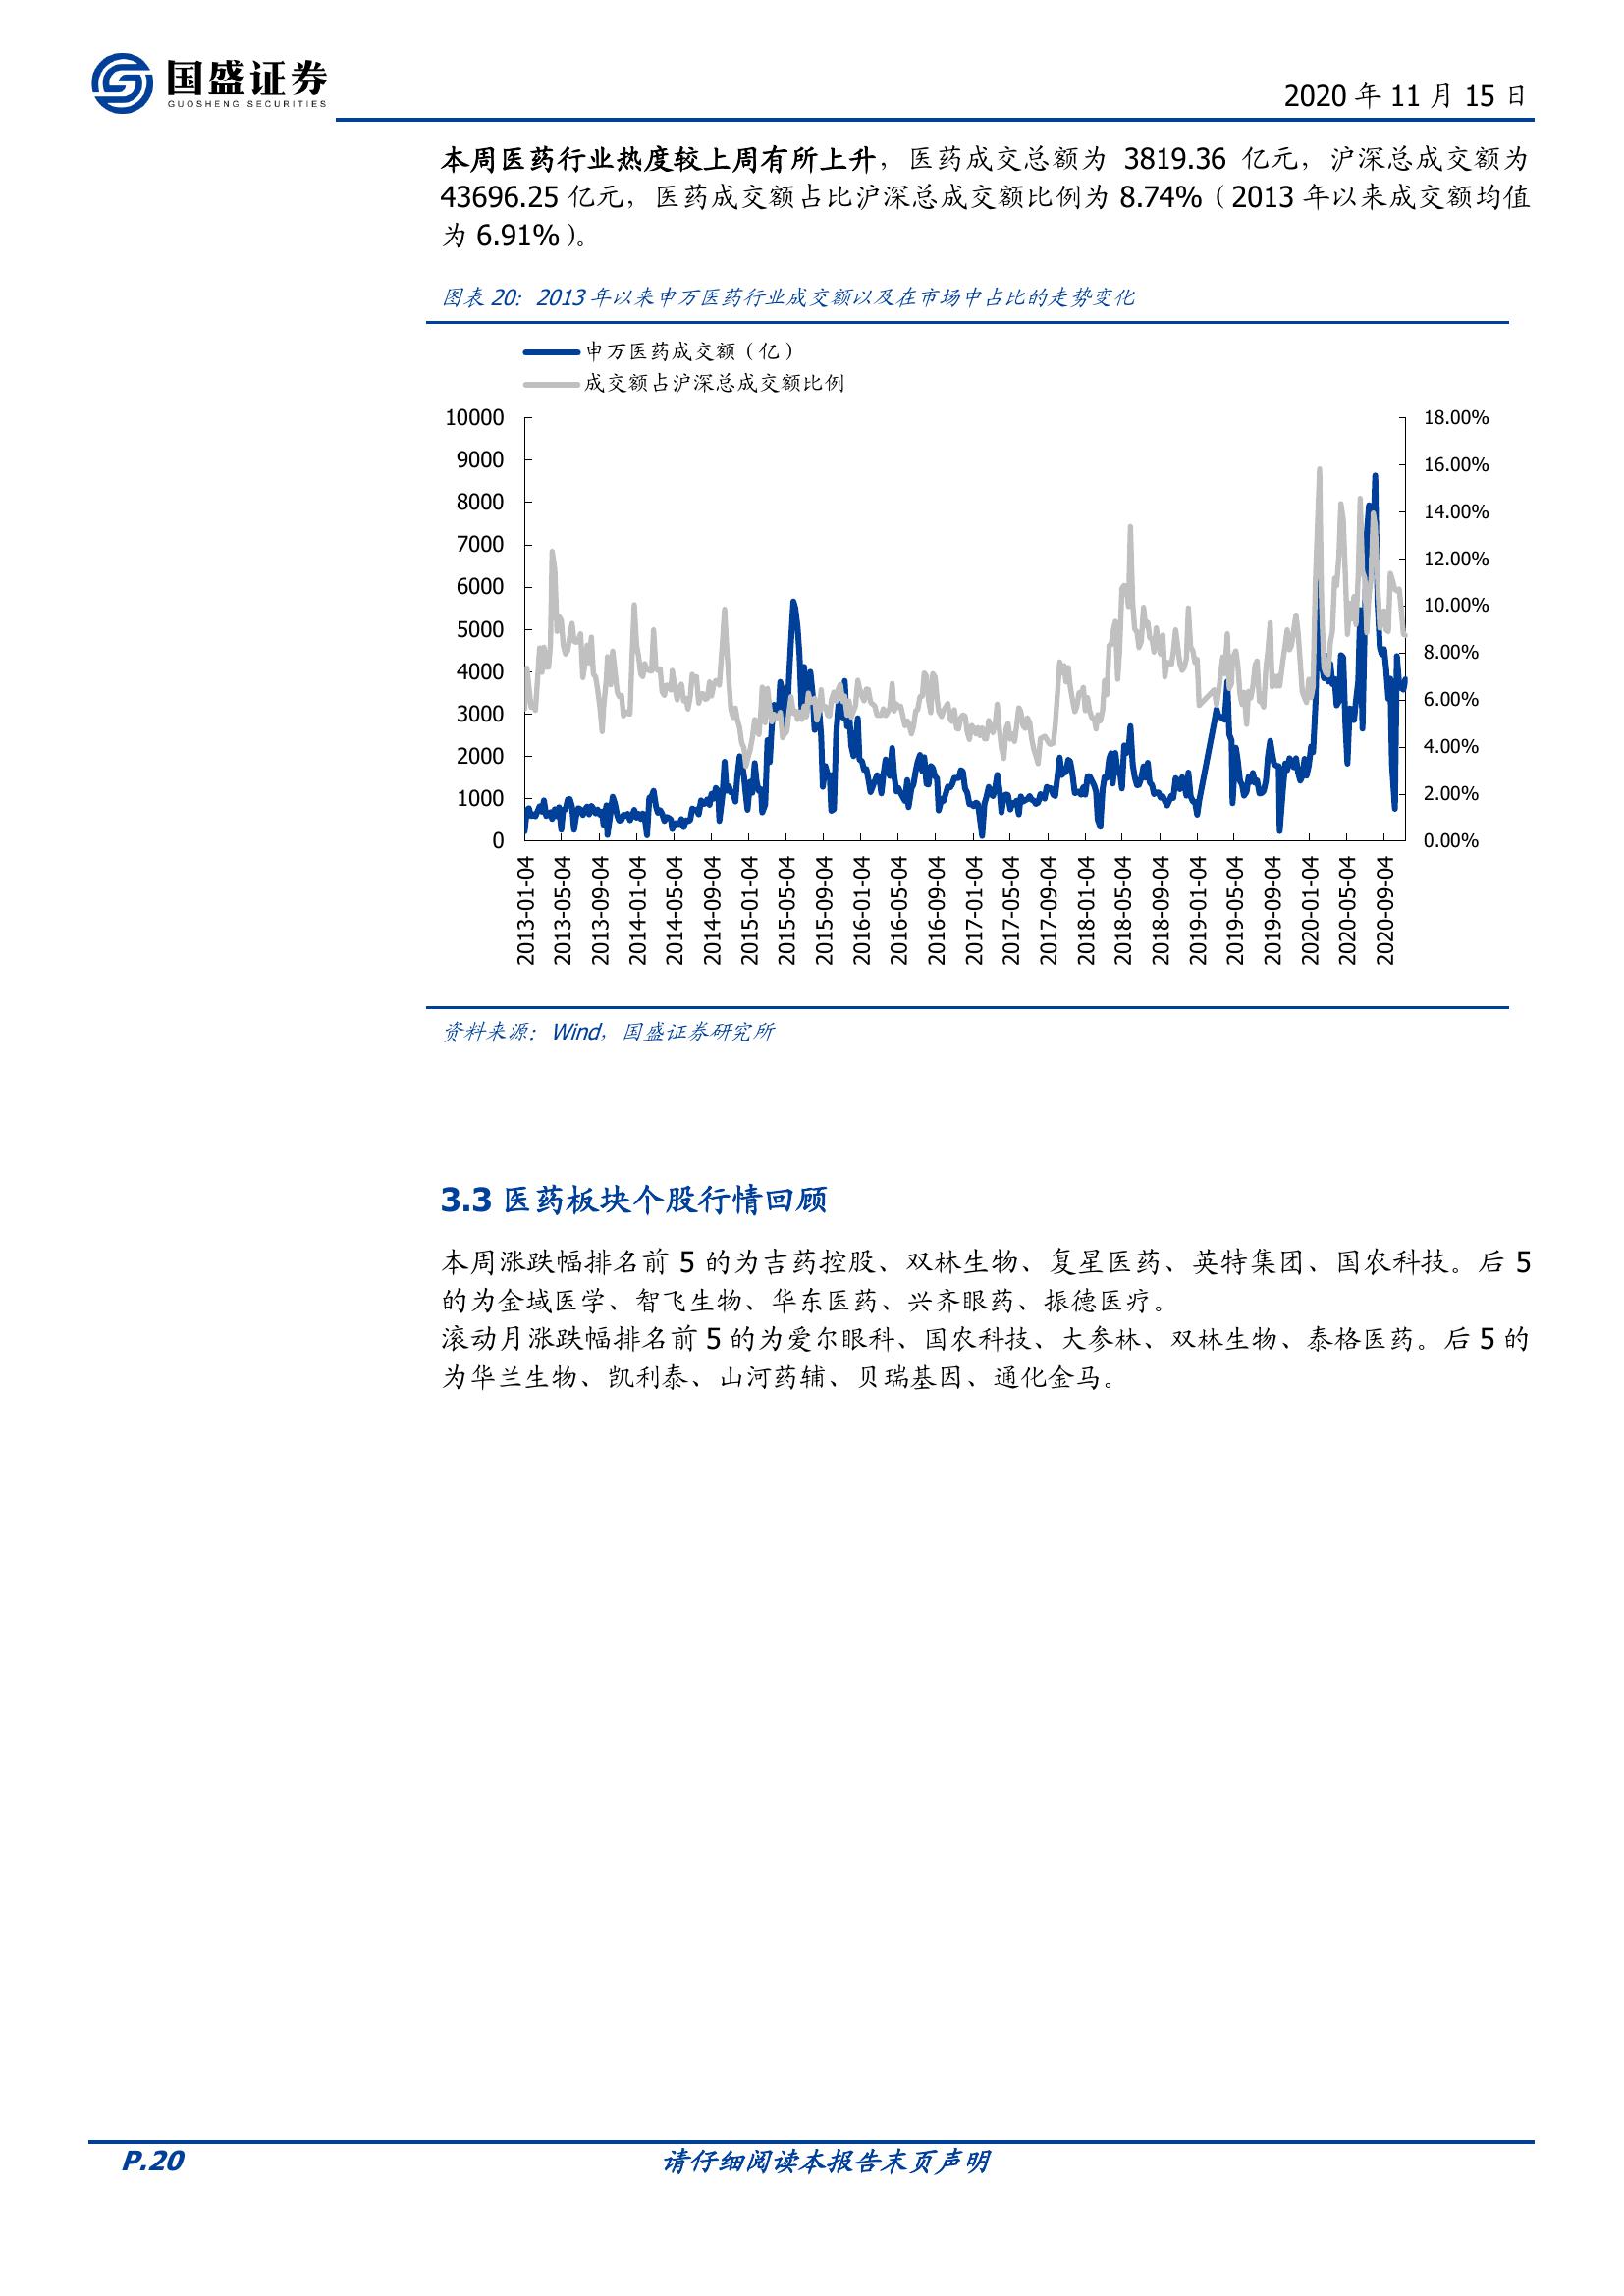 国盛证券
GUOSHENG SECURITIES
2020 年 11 月 15 日
本周医药行业热度较上周有所上升，医药成交总额为 3819.36 亿元，沪深总成交额为
43696.25 亿元，医药成交额占比沪深总成交额比例为 8.74%（2013 年以来成交额均值
为 6.91%）。
图表 20：2013 年以来申万医药行业成交额以及在市场中占比的走势变化
申万医药成交额（亿）
成交额占沪深总成交额比例
10000
9000
8000
7000
6000
5000
4000
3000
2000
1000
0
18.00%
16.00%
14.00%
12.00%
10.00%
8.00%
6.00%
4.00%
2.00%
0.00%
2013-01-04
2013-05-04
2013-09-04
2014-01-04
2014-05-04
2014-09-04
2015-01-04
2015-05-04
2015-09-04
2016-01-04
2016-05-04
2016-09-04
2017-01-04
2017-05-04
2017-09-04
2018-01-04
2018-05-04
2018-09-04
2019-01-04
2019-05-04
2019-09-04
2020-01-04
2020-05-04
2020-09-04
资料来源：Wind，国盛证券研究所
3.3 医药板块个股行情回顾
本周涨跌幅排名前 5 的为吉药控股、双林生物、复星医药、英特集团、国农科技。后 5
的为金域医学、智飞生物、华东医药、兴齐眼药、振德医疗。
滚动月涨跌幅排名前 5 的为爱尔眼科、国农科技、大参林、双林生物、泰格医药。后 5 的
为华兰生物、凯利泰、山河药辅、贝瑞基因、通化金马。
P.20
请仔细阅读本报告末页声明